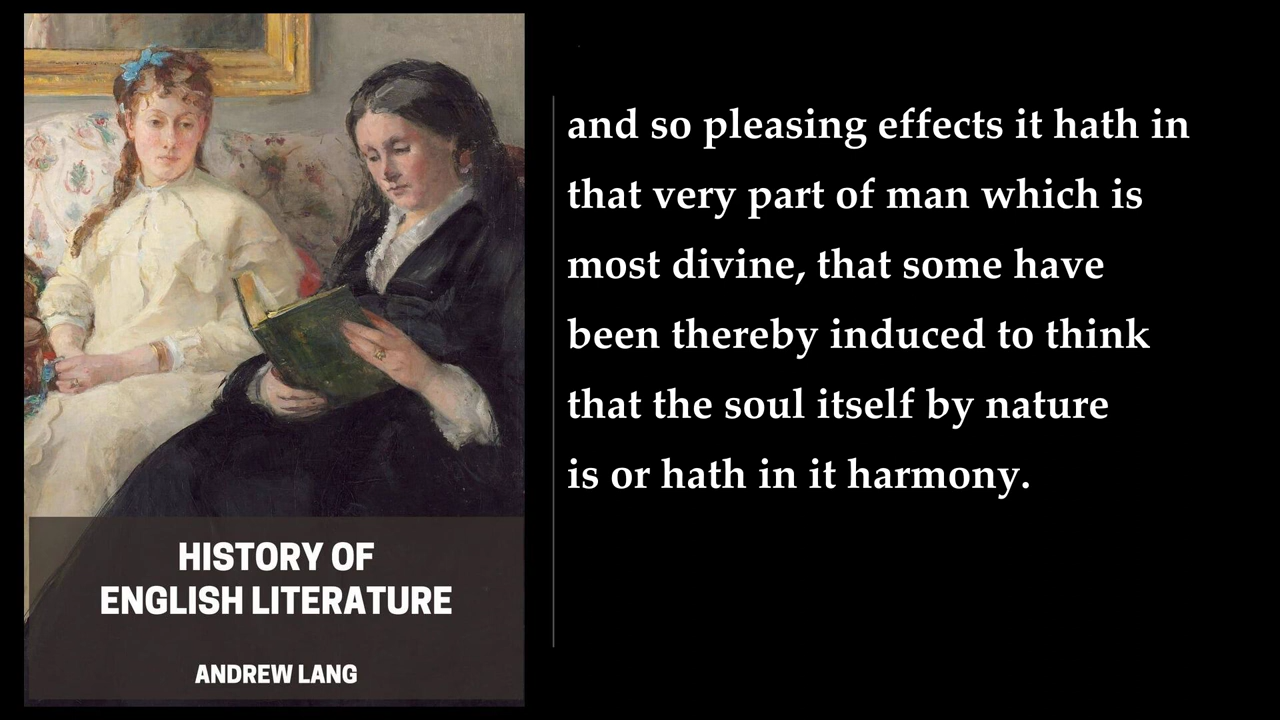 HISTORY OF
ENGLISH LITERATURE
ANDREW LANG
and so pleasing effects it hath in
that very part of man which is
most divine, that some have
been thereby induced to think
that the soul itself by nature
is or hath in it harmony.